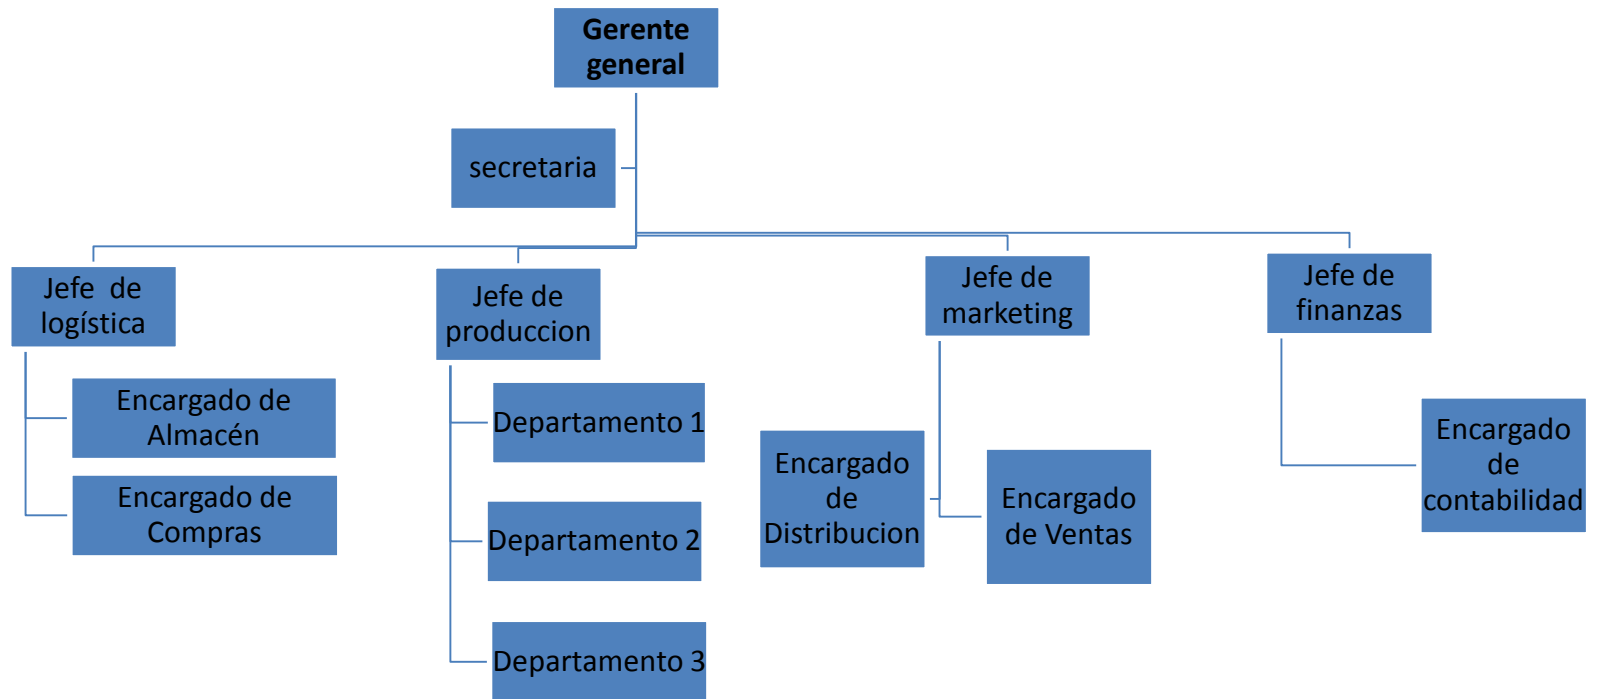 Gerente
general
secretaria
Jefe  de
logística
Encargado de
Almacén
Encargado de
Compras
Jefe de
produccion
Departamento 1
Departamento 2
Departamento 3
Jefe de
marketing
Encargado
de
Distribucion
Encargado
de Ventas
Jefe de
finanzas
Encargado
de
contabilidad